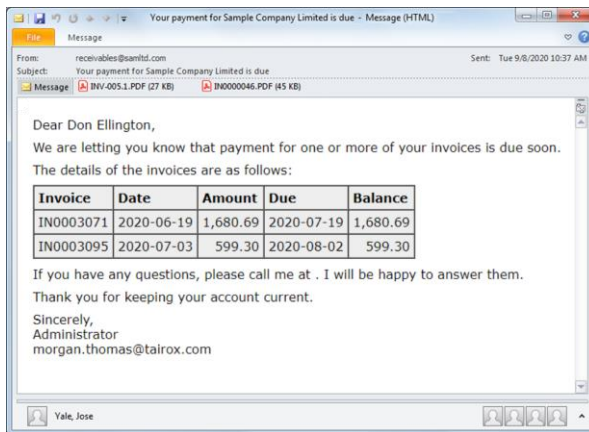 Your payment for Sample Company Limited is due - Message (HTML)
File Message
From: receivables@samltd.com Sent: Tue 9/8/2020 10:37 AM
Subject: Your payment for Sample Company Limited is due
Message INV-005.1.PDF (27 KB) IN0000046.PDF (45 KB)
Dear Don Ellington,
We are letting you know that payment for one or more of your invoices is due soon.
The details of the invoices are as follows:
Invoice Date Amount Due Balance
IN0003071 2020-06-19 1,680.69 2020-07-19 1,680.69
IN0003095 2020-07-03 599.30 2020-08-02 599.30
If you have any questions, please call me at . I will be happy to answer them.
Thank you for keeping your account current.
Sincerely,
Administrator
morgan.thomas@tairox.com
Yale, Jose